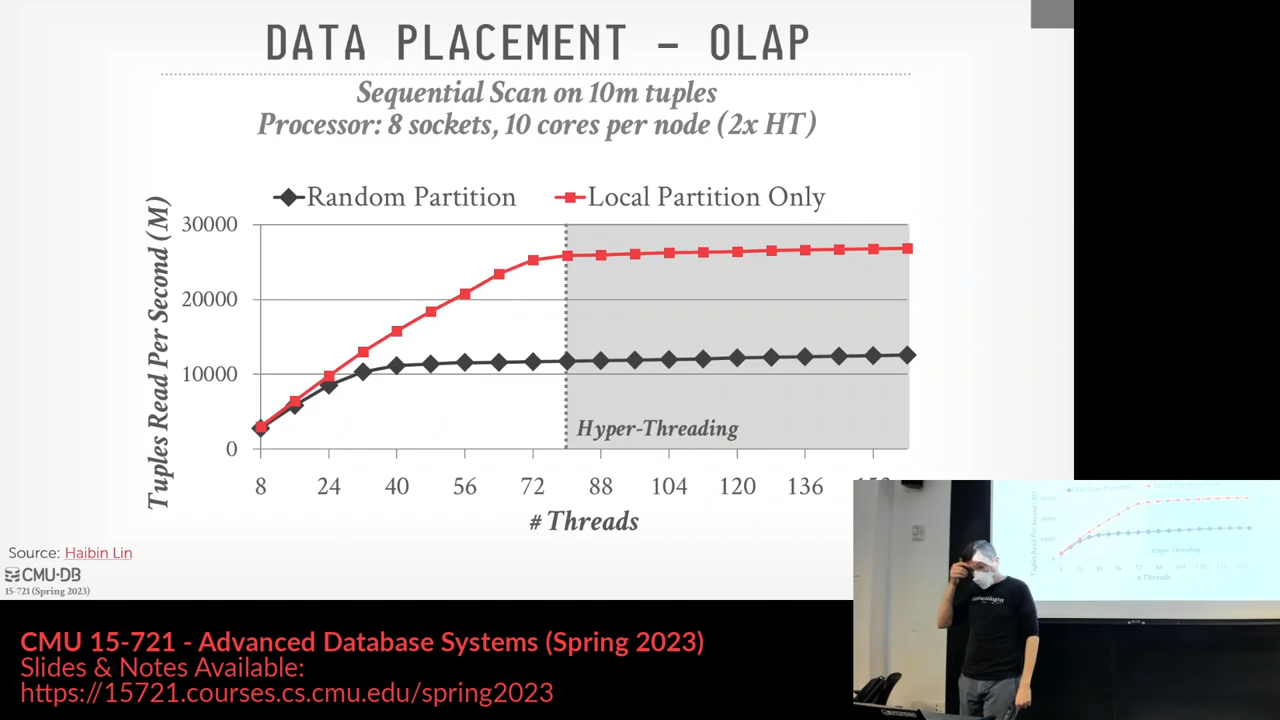 DATA PLACEMENT – OLAP
Sequential Scan on 10m tuples
Processor: 8 sockets, 10 cores per node (2x HT)
Random Partition
Local Partition Only
Tuples Read Per Second (M)
30000
20000
10000
0
Hyper-Threading
8 24 40 56 72 88 104 120 136
# Threads
Source: Haibin Lin
CMU·DB
15-721 (Spring 2023)
CMU 15-721 - Advanced Database Systems (Spring 2023)
Slides & Notes Available:
https://15721.courses.cs.cmu.edu/spring2023
Hyper-Threading
# Threads